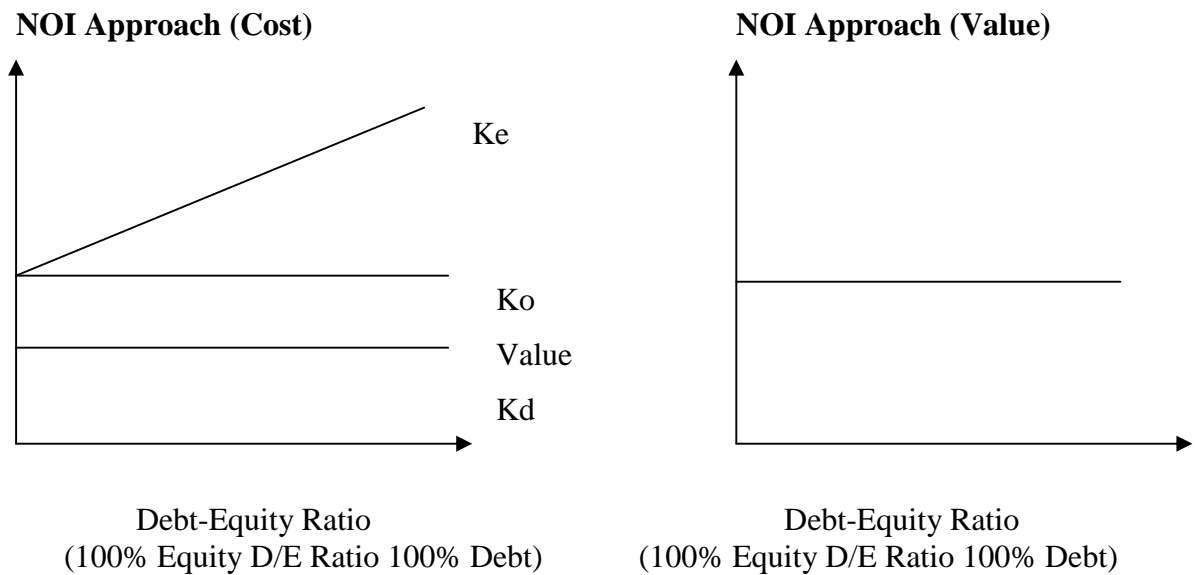 NOI Approach (Cost)
NOI Approach (Value)
Ke
Ko
Value
Kd
Debt-Equity Ratio
(100% Equity D/E Ratio 100% Debt)
Debt-Equity Ratio
(100% Equity D/E Ratio 100% Debt)